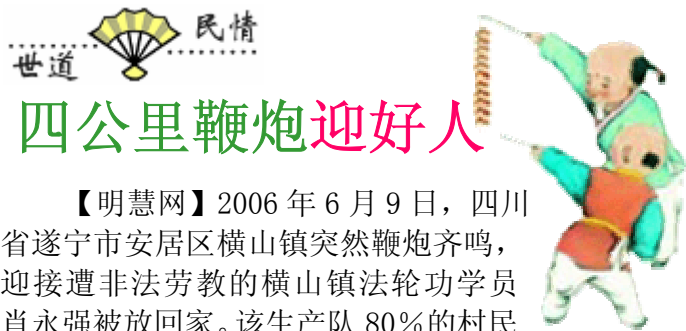 世道
民情
四公里鞭炮迎好人
【明慧网】2006 年 6 月 9 日，四川
省遂宁市安居区横山镇突然鞭炮齐鸣，
迎接遭非法劳教的横山镇法轮功学员
肖永强被放回家。该生产队 80％的村民